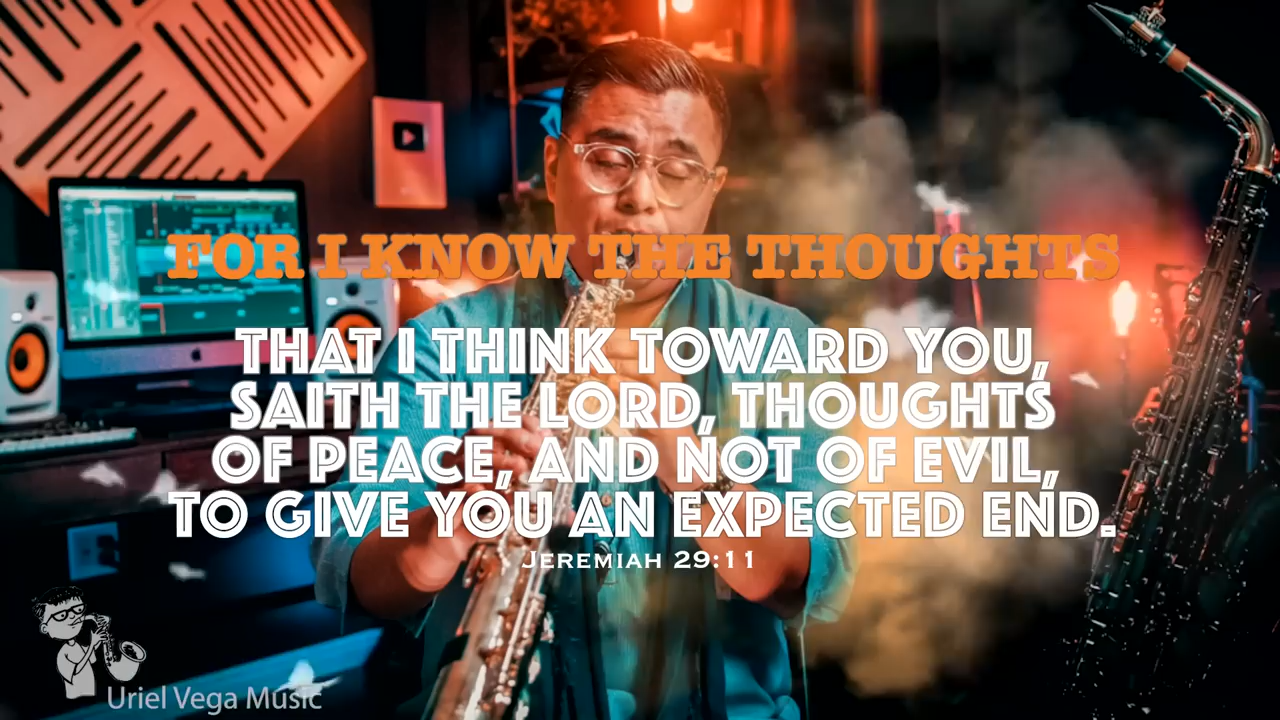 FOR I KNOW THE THOUGHTS
THAT I THINK TOWARD YOU,
SAITH THE LORD, THOUGHTS
OF PEACE, AND NOT OF EVIL,
TO GIVE YOU AN EXPECTED END.
JEREMIAH 29:11
Uriel Vega Music